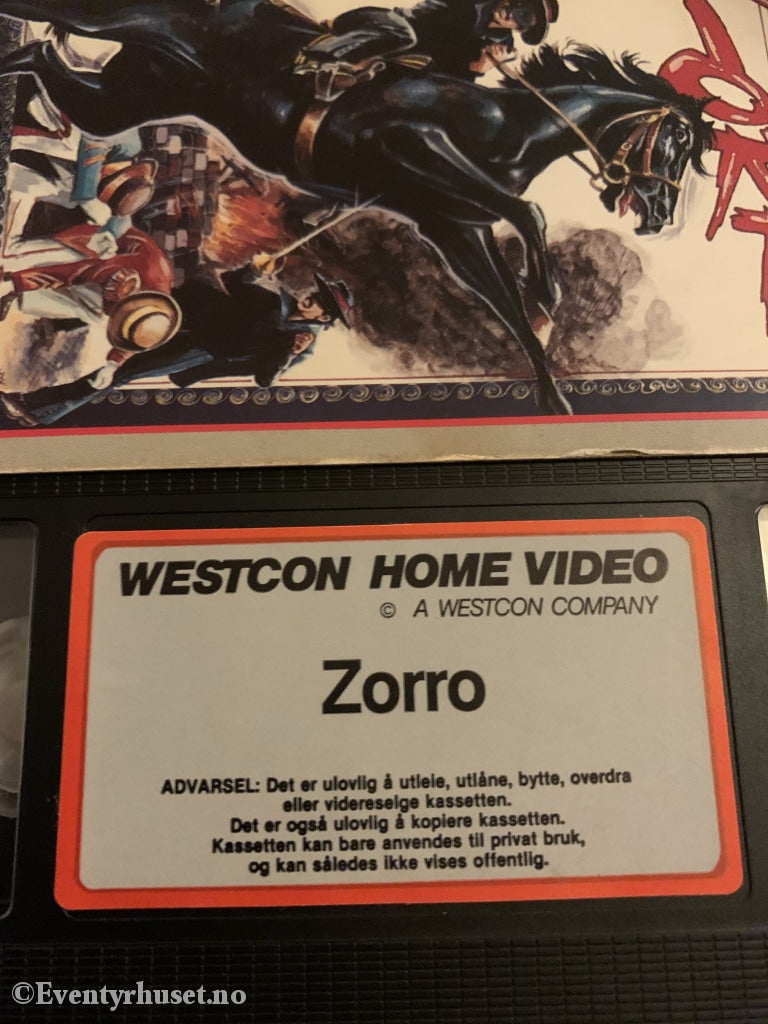 WESTCON HOME VIDEO
© A WESTCON COMPANY
Zorro
ADVARSEL: Det er ulovlig å utleie, utlåne, bytte, overdra
eller videreselge kassetten.
Det er også ulovlig å kopiere kassetten.
Kassetten kan bare anvendes til privat bruk,
og kan således ikke vises offentlig.
©Eventyrhuset.no